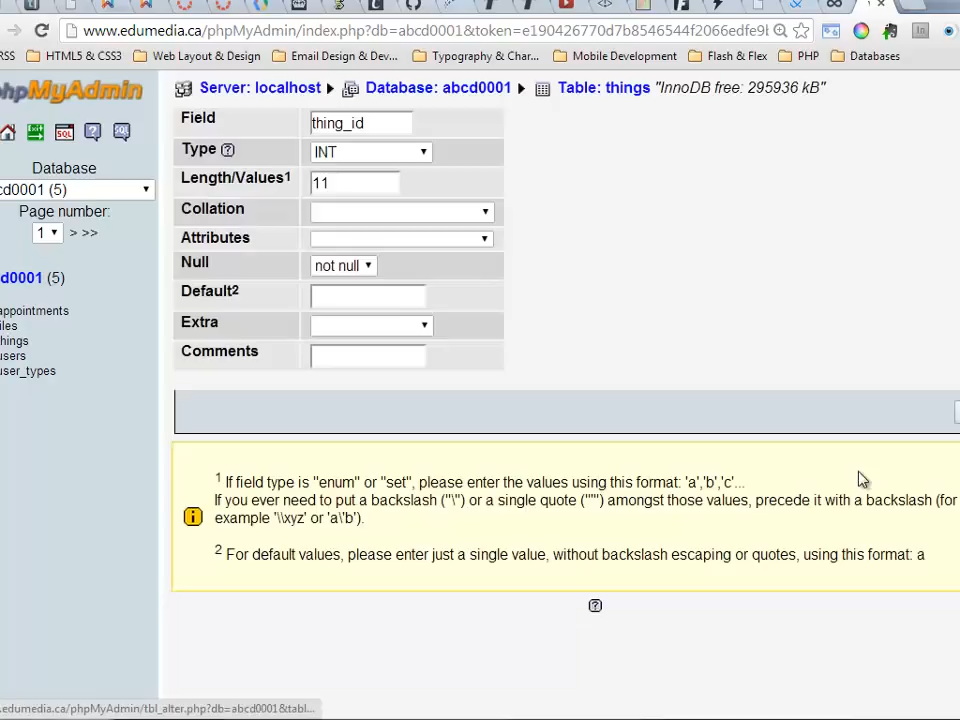 www.edumedia.ca/phpMyAdmin/index.php?db=abcd0001&token=e190426770d7b8546544f2066edfe9b
RSS HTML5 & CSS3 Web Layout & Design Email Design & Dev... Typography & Char... Mobile Development Flash & Flex PHP Databases
phpMyAdmin
Server: localhost Database: abcd0001 Table: things "InnoDB free: 295936 kB"
SQL SQL
Database
cd0001 (5)
Page number:
1 > >>
cd0001 (5)
appointments
iles
hings
users
user_types
Field thing_id
Type INT
Length/Values1 11
Collation
Attributes
Null not null
Default2
Extra
Comments
1 If field type is "enum" or "set", please enter the values using this format: 'a','b','c'...
If you ever need to put a backslash ("\") or a single quote ("'") amongst those values, precede it with a backslash (for
example '\\xyz' or 'a\'b').
2 For default values, please enter just a single value, without backslash escaping or quotes, using this format: a
.edumedia.ca/phpMyAdmin/tbl_alter.php?db=abcd0001&tabl...